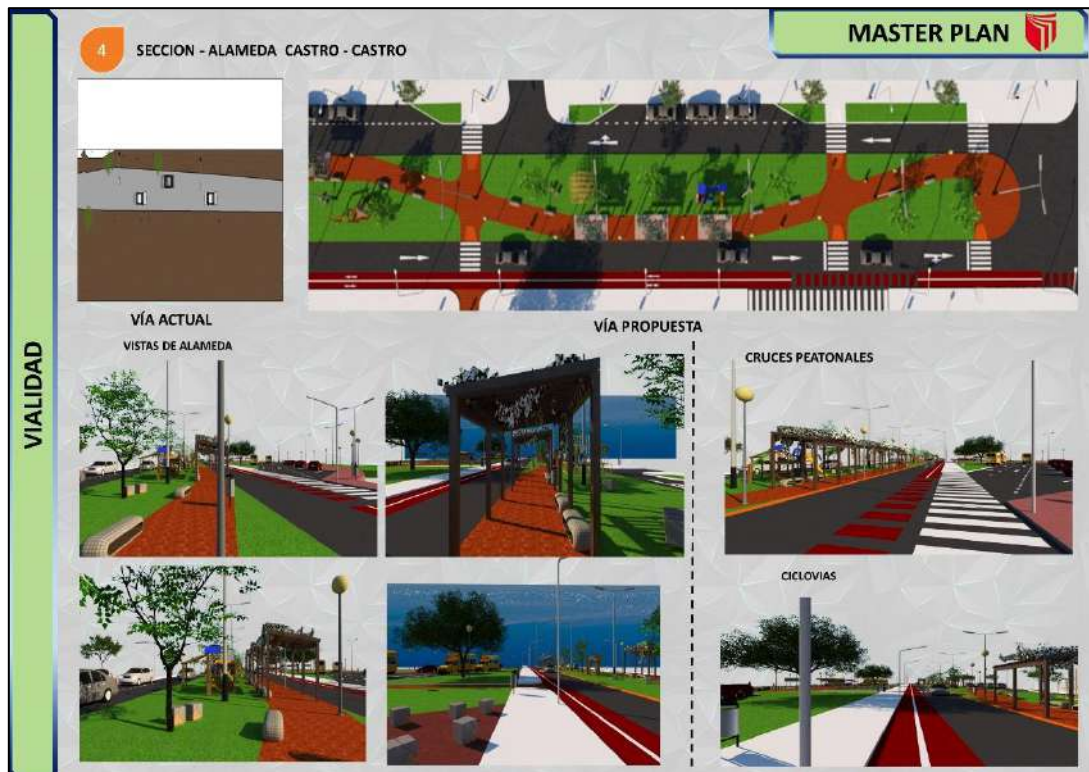 MASTER PLAN
4 SECCION - ALAMEDA CASTRO - CASTRO
VIALIDAD
VÍA ACTUAL
VÍA PROPUESTA
VISTAS DE ALAMEDA
CRUCES PEATONALES
CICLOVIAS